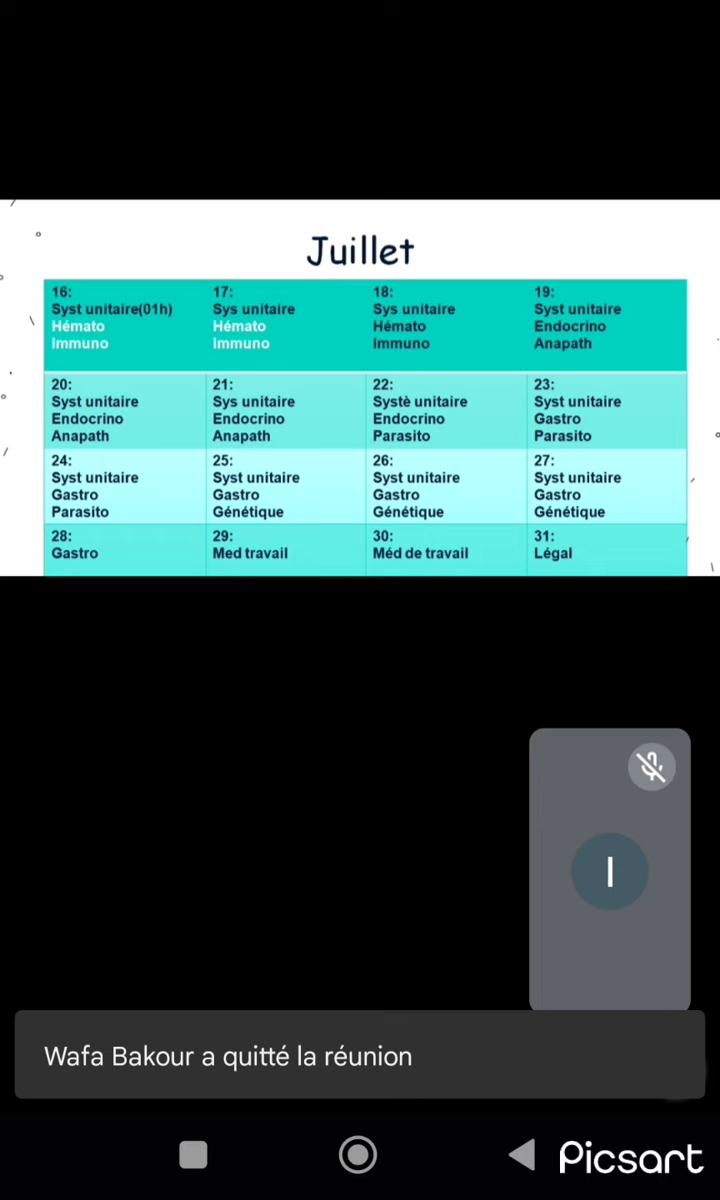 Juillet
16:
Syst unitaire(01h)
Hémato
Immuno
17:
Sys unitaire
Hémato
Immuno
18:
Sys unitaire
Hémato
Immuno
19:
Syst unitaire
Endocrino
Anapath
20:
Syst unitaire
Endocrino
Anapath
21:
Sys unitaire
Endocrino
Anapath
22:
Systè unitaire
Endocrino
Parasito
23:
Syst unitaire
Gastro
Parasito
24:
Syst unitaire
Gastro
Parasito
25:
Syst unitaire
Gastro
Génétique
26:
Syst unitaire
Gastro
Génétique
27:
Syst unitaire
Gastro
Génétique
28:
Gastro
29:
Med travail
30:
Méd de travail
31:
Légal
I
Wafa Bakour a quitté la réunion
Picsart